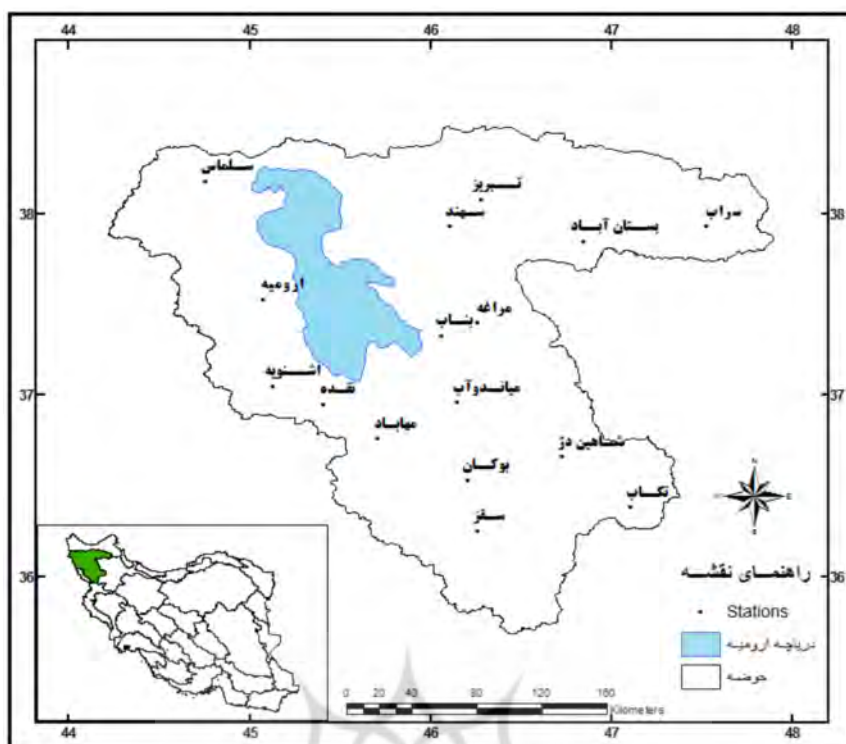 44 45 46 47 48
سلماس
تبریز
سهند
سراب
بستان آباد
38 38
ارومیه
مراغه
بناب
اشنویه
نقده
میاندوآب
37 37
مهاباد
شاهین دژ
بوکان
تکاب
سقز
N
W E
S
36 36
راهنمای نقشه
Stations
دریاچه ارومیه
حوضه
0 20 40 80 120 160
Kilometers
44 45 46 47 48